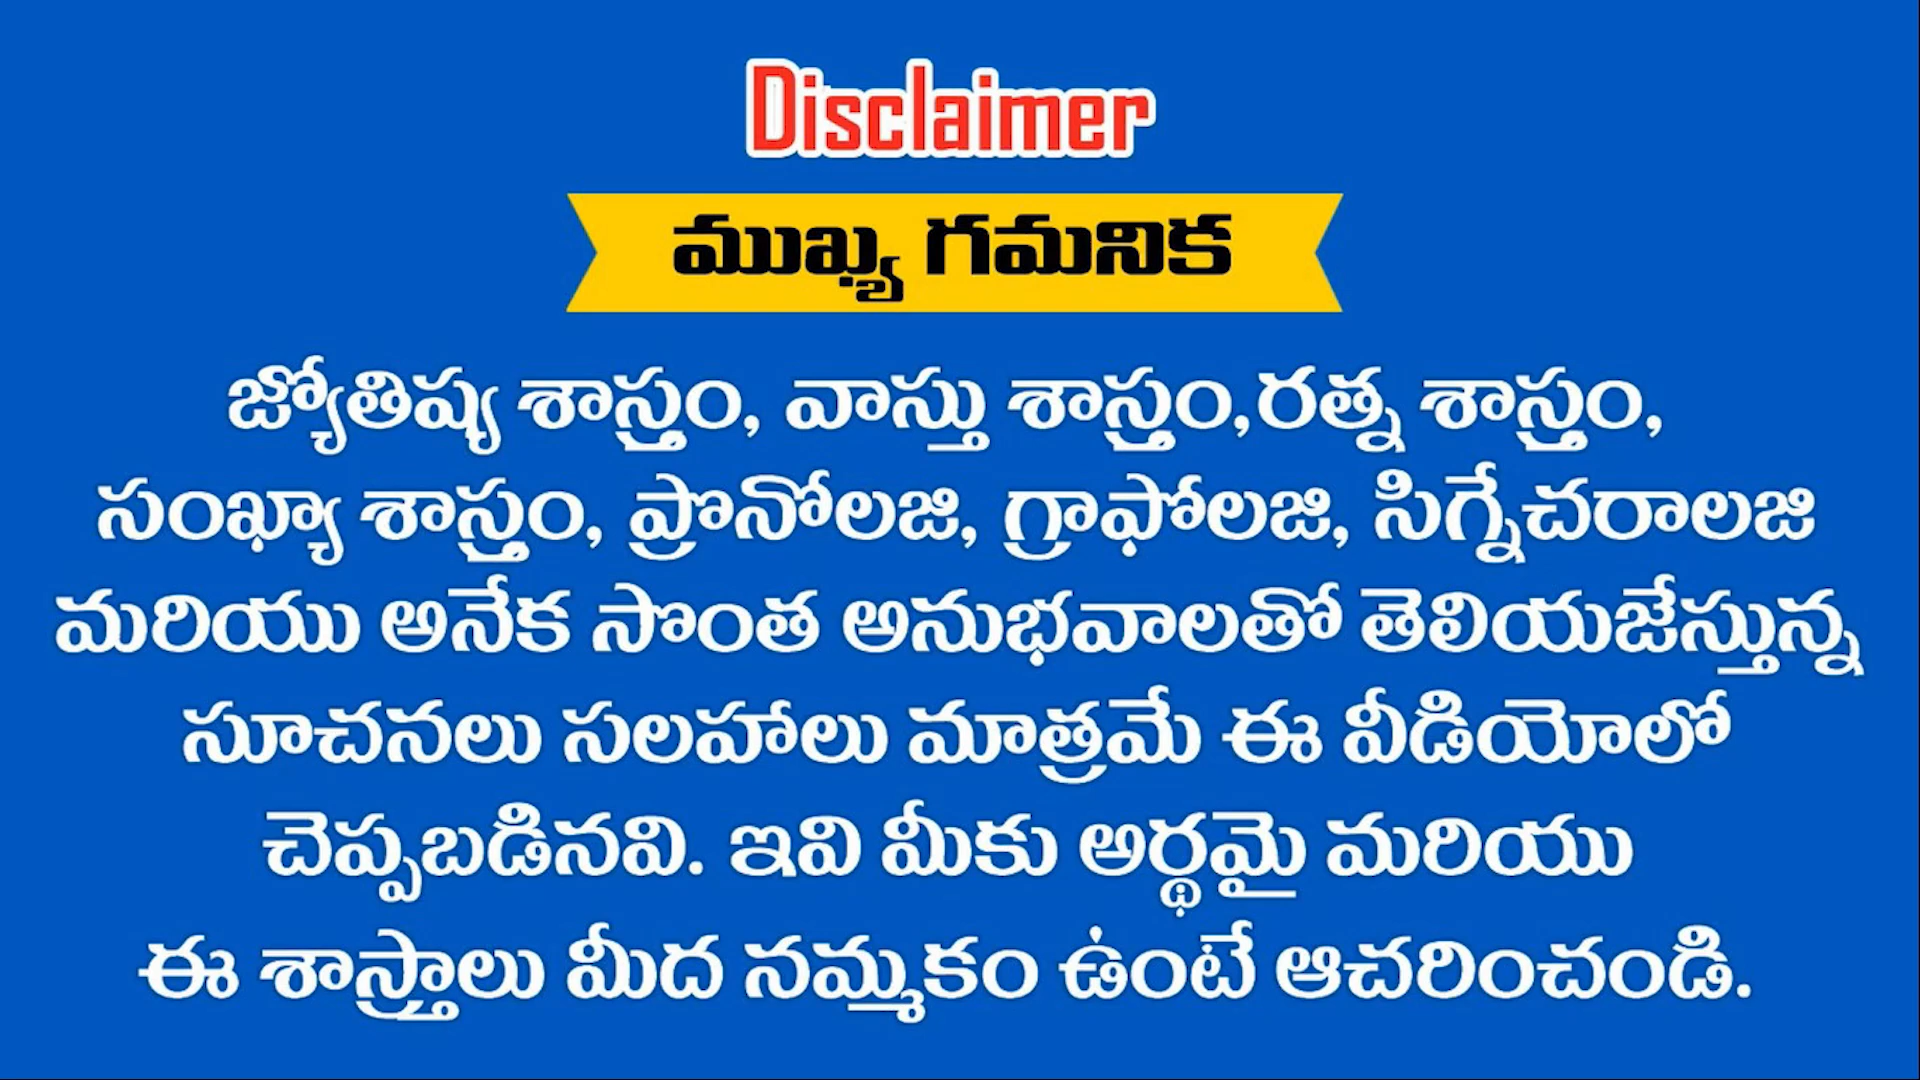 Disclaimer
ముఖ్య గమనిక
జ్యోతిష్య శాస్త్రం, వాస్తు శాస్త్రం,రత్న శాస్త్రం,
సంఖ్యా శాస్త్రం, ప్రొనోలజి, గ్రాఫోలజి, సిగ్నేచరాలజి
మరియు అనేక సొంత అనుభవాలతో తెలియజేస్తున్న
సూచనలు సలహాలు మాత్రమే ఈ వీడియోలో
చెప్పబడినవి. ఇవి మీకు అర్థమై మరియు
ఈ శాస్త్రాలు మీద నమ్మకం ఉంటే ఆచరించండి.